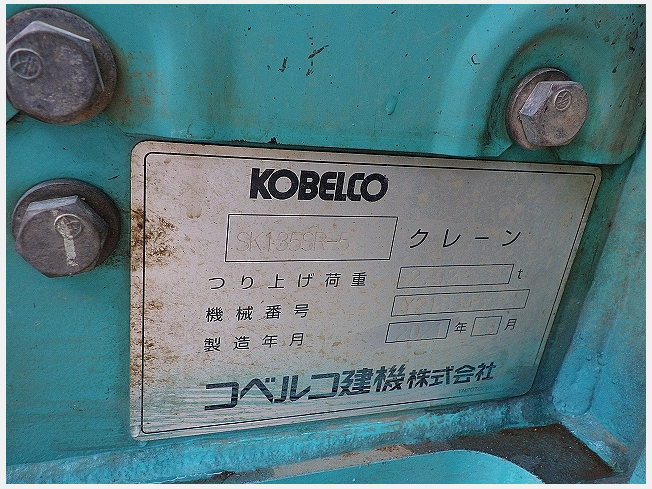 KOBELCO
SK135SR-5 クレーン
つり上げ荷重 t
機械番号
製造年月 年 月
コベルコ建機株式会社